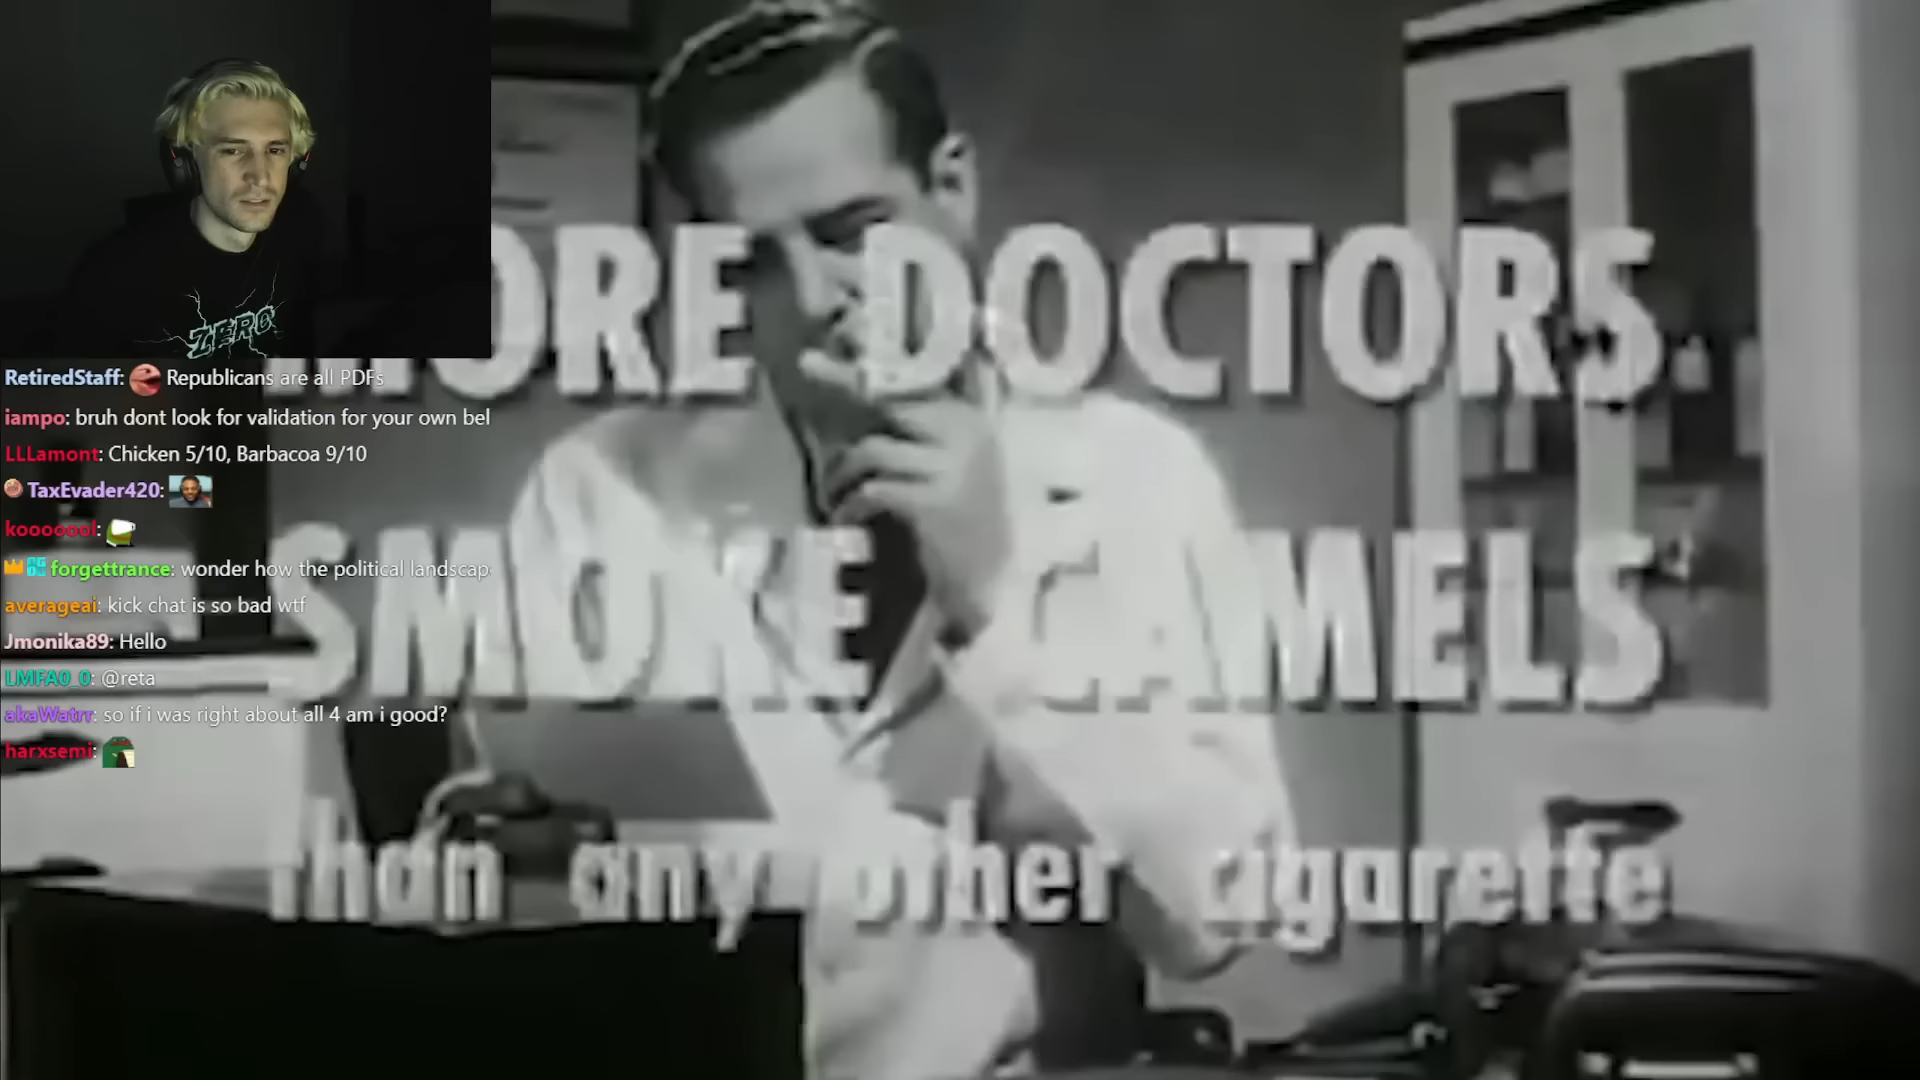 ZERO
RetiredStaff: Republicans are all PDFs
iampo: bruh dont look for validation for your own bel
LLLamont: Chicken 5/10, Barbacoa 9/10
TaxEvader420:
kooooool:
forgettrance: wonder how the political landscap
averageai: kick chat is so bad wtf
Jmonika89: Hello
LMFAO_0: @reta
akaWatrr: so if i was right about all 4 am i good?
harxsemi:
MORE DOCTORS
SMOKE CAMELS
than any other cigarette